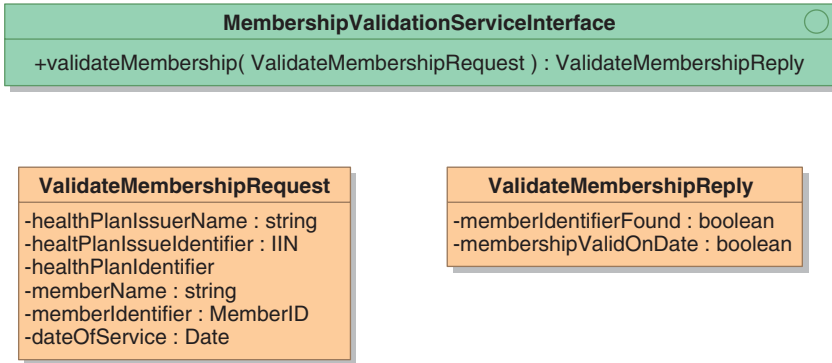 MembershipValidationServiceInterface
+validateMembership( ValidateMembershipRequest ) : ValidateMembershipReply
ValidateMembershipRequest
-healthPlanIssuerName : string
-healtPlanIssueIdentifier : IIN
-healthPlanIdentifier
-memberName : string
-memberIdentifier : MemberID
-dateOfService : Date
ValidateMembershipReply
-memberIdentifierFound : boolean
-membershipValidOnDate : boolean